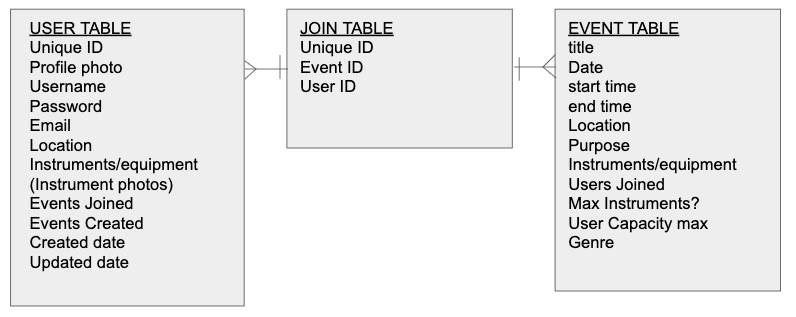 USER TABLE
Unique ID
Profile photo
Username
Password
Email
Location
Instruments/equipment
(Instrument photos)
Events Joined
Events Created
Created date
Updated date
JOIN TABLE
Unique ID
Event ID
User ID
EVENT TABLE
title
Date
start time
end time
Location
Purpose
Instruments/equipment
Users Joined
Max Instruments?
User Capacity max
Genre